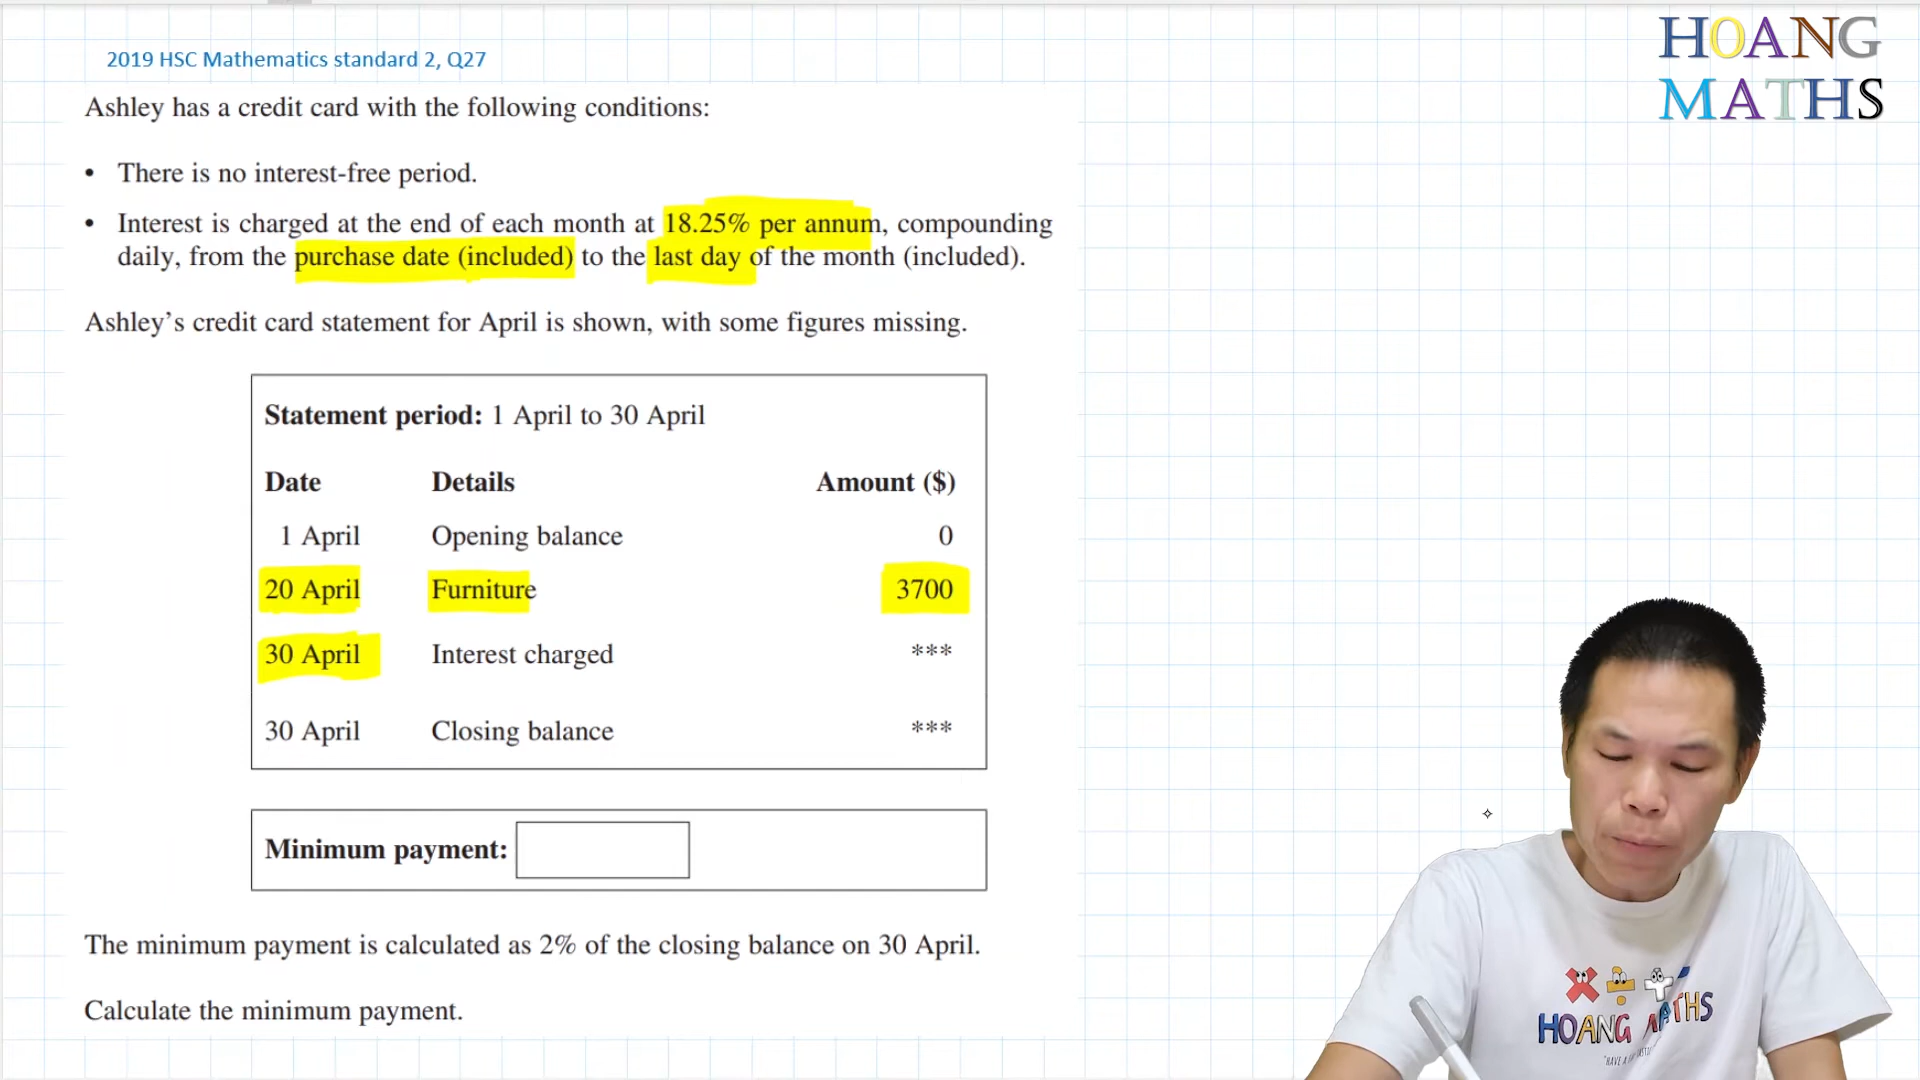 2019 HSC Mathematics standard 2, Q27
HOANG
MATHS
Ashley has a credit card with the following conditions:
• There is no interest-free period.
• Interest is charged at the end of each month at 18.25% per annum, compounding
daily, from the purchase date (included) to the last day of the month (included).
Ashley’s credit card statement for April is shown, with some figures missing.
Statement period: 1 April to 30 April
Date Details Amount ($)
1 April Opening balance 0
20 April Furniture 3700
30 April Interest charged ***
30 April Closing balance ***
Minimum payment:
The minimum payment is calculated as 2% of the closing balance on 30 April.
Calculate the minimum payment.
HOANG MATHS